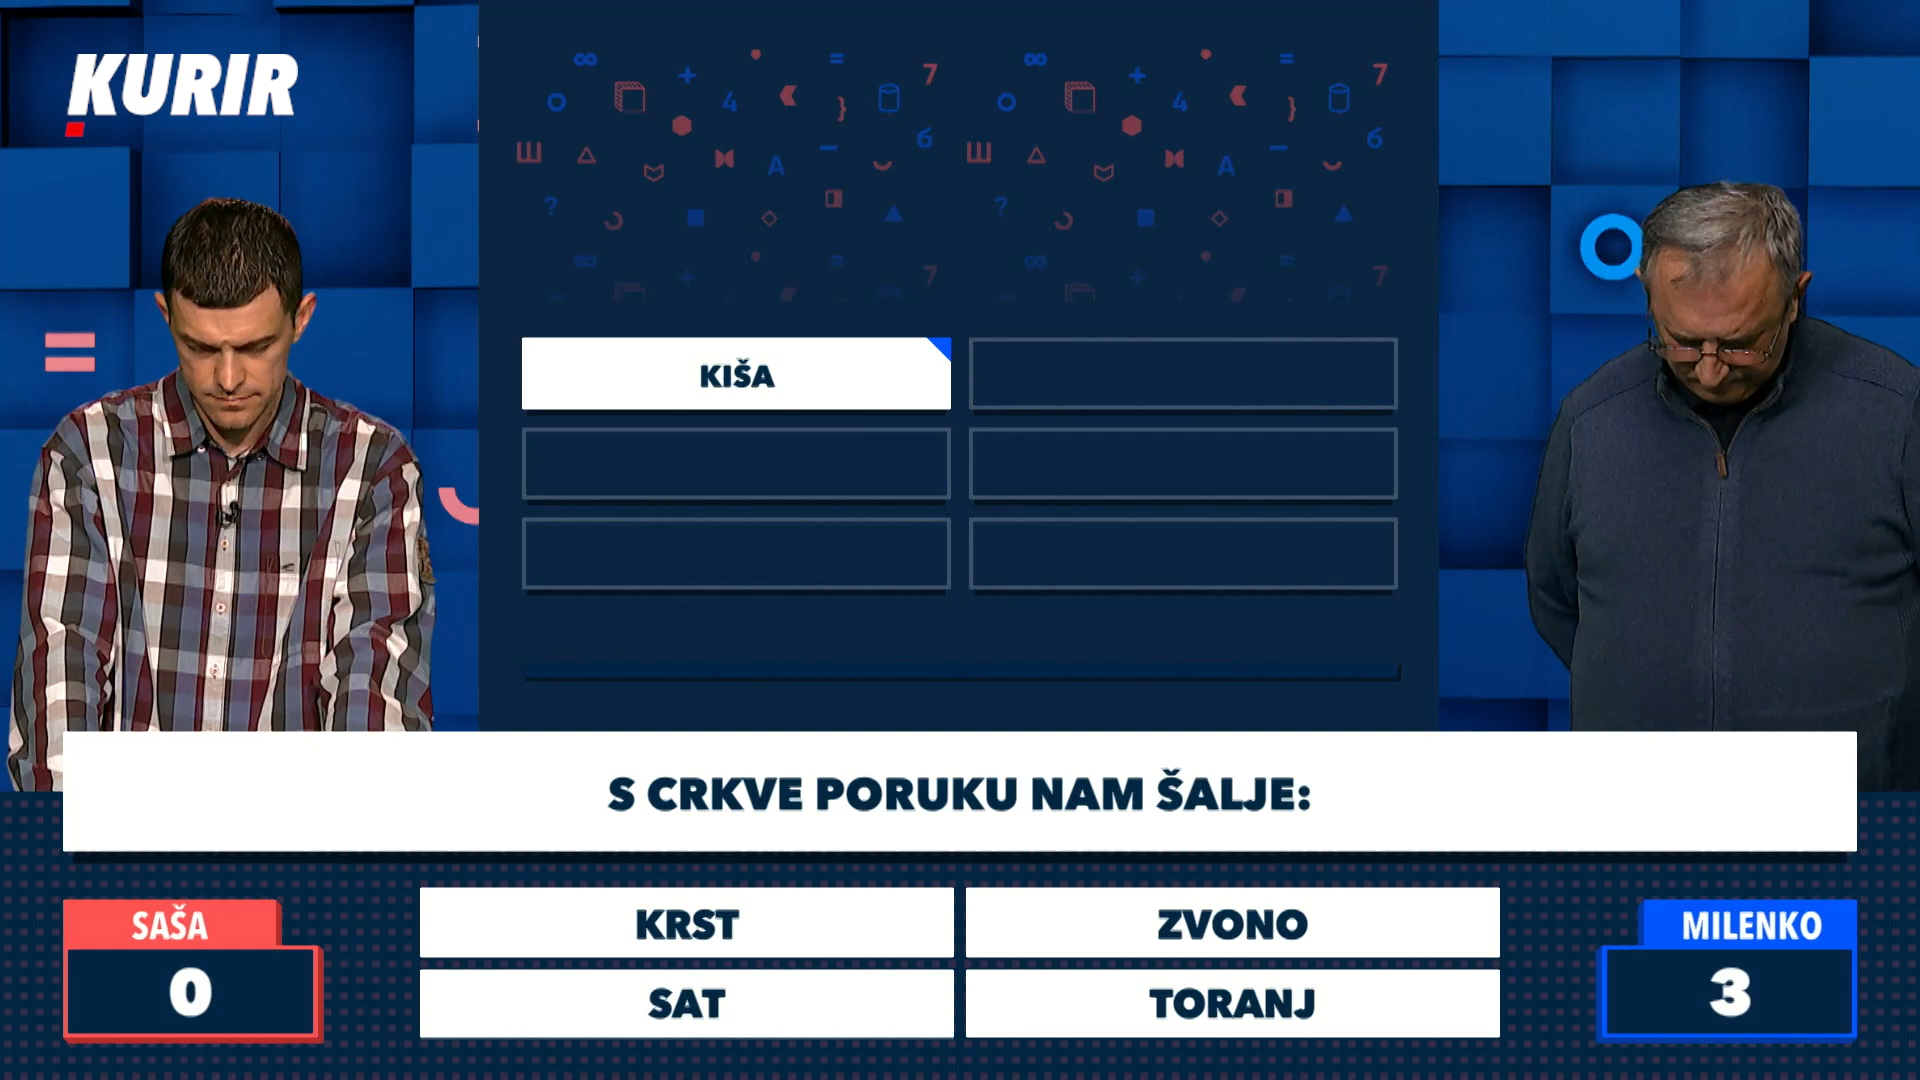 KURIR
KIŠA
S CRKVE PORUKU NAM ŠALJE:
SAŠA
0
KRST
ZVONO
SAT
TORANJ
MILENKO
3